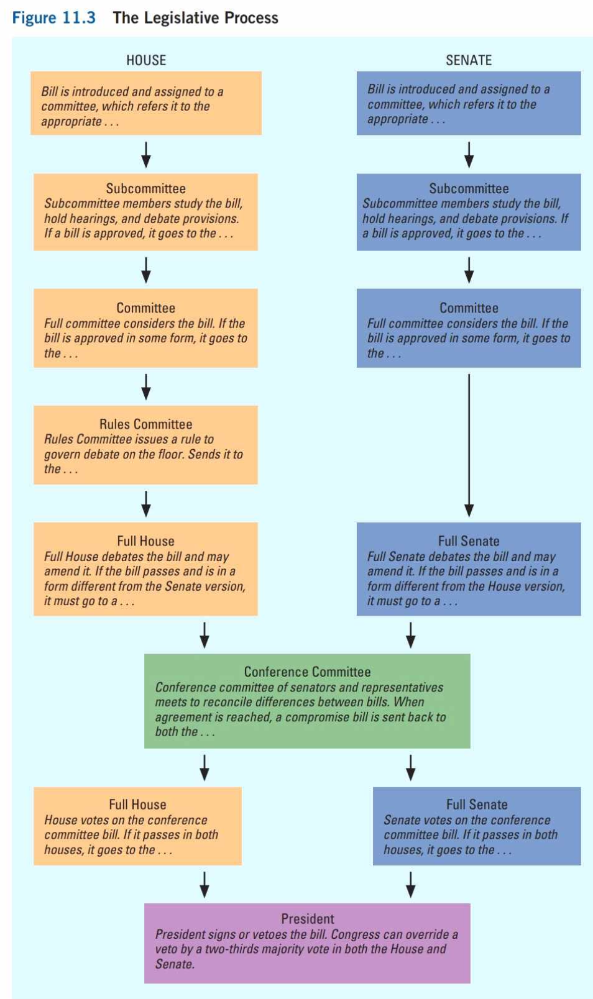 Figure 11.3 The Legislative Process
HOUSE
Bill is introduced and assigned to a
committee, which refers it to the
appropriate . . .
Subcommittee
Subcommittee members study the bill,
hold hearings, and debate provisions.
If a bill is approved, it goes to the . . .
Committee
Full committee considers the bill. If the
bill is approved in some form, it goes to
the . . .
Rules Committee
Rules Committee issues a rule to
govern debate on the floor. Sends it to
the . . .
Full House
Full House debates the bill and may
amend it. If the bill passes and is in a
form different from the Senate version,
it must go to a . . .
SENATE
Bill is introduced and assigned to a
committee, which refers it to the
appropriate . . .
Subcommittee
Subcommittee members study the bill,
hold hearings, and debate provisions. If
a bill is approved, it goes to the . . .
Committee
Full committee considers the bill. If the
bill is approved in some form, it goes to
the . . .
Full Senate
Full Senate debates the bill and may
amend it. If the bill passes and is in a
form different from the House version,
it must go to a . . .
Conference Committee
Conference committee of senators and representatives
meets to reconcile differences between bills. When
agreement is reached, a compromise bill is sent back to
both the . . .
Full House
House votes on the conference
committee bill. If it passes in both
houses, it goes to the . . .
Full Senate
Senate votes on the conference
committee bill. If it passes in both
houses, it goes to the . . .
President
President signs or vetoes the bill. Congress can override a
veto by a two-thirds majority vote in both the House and
Senate.